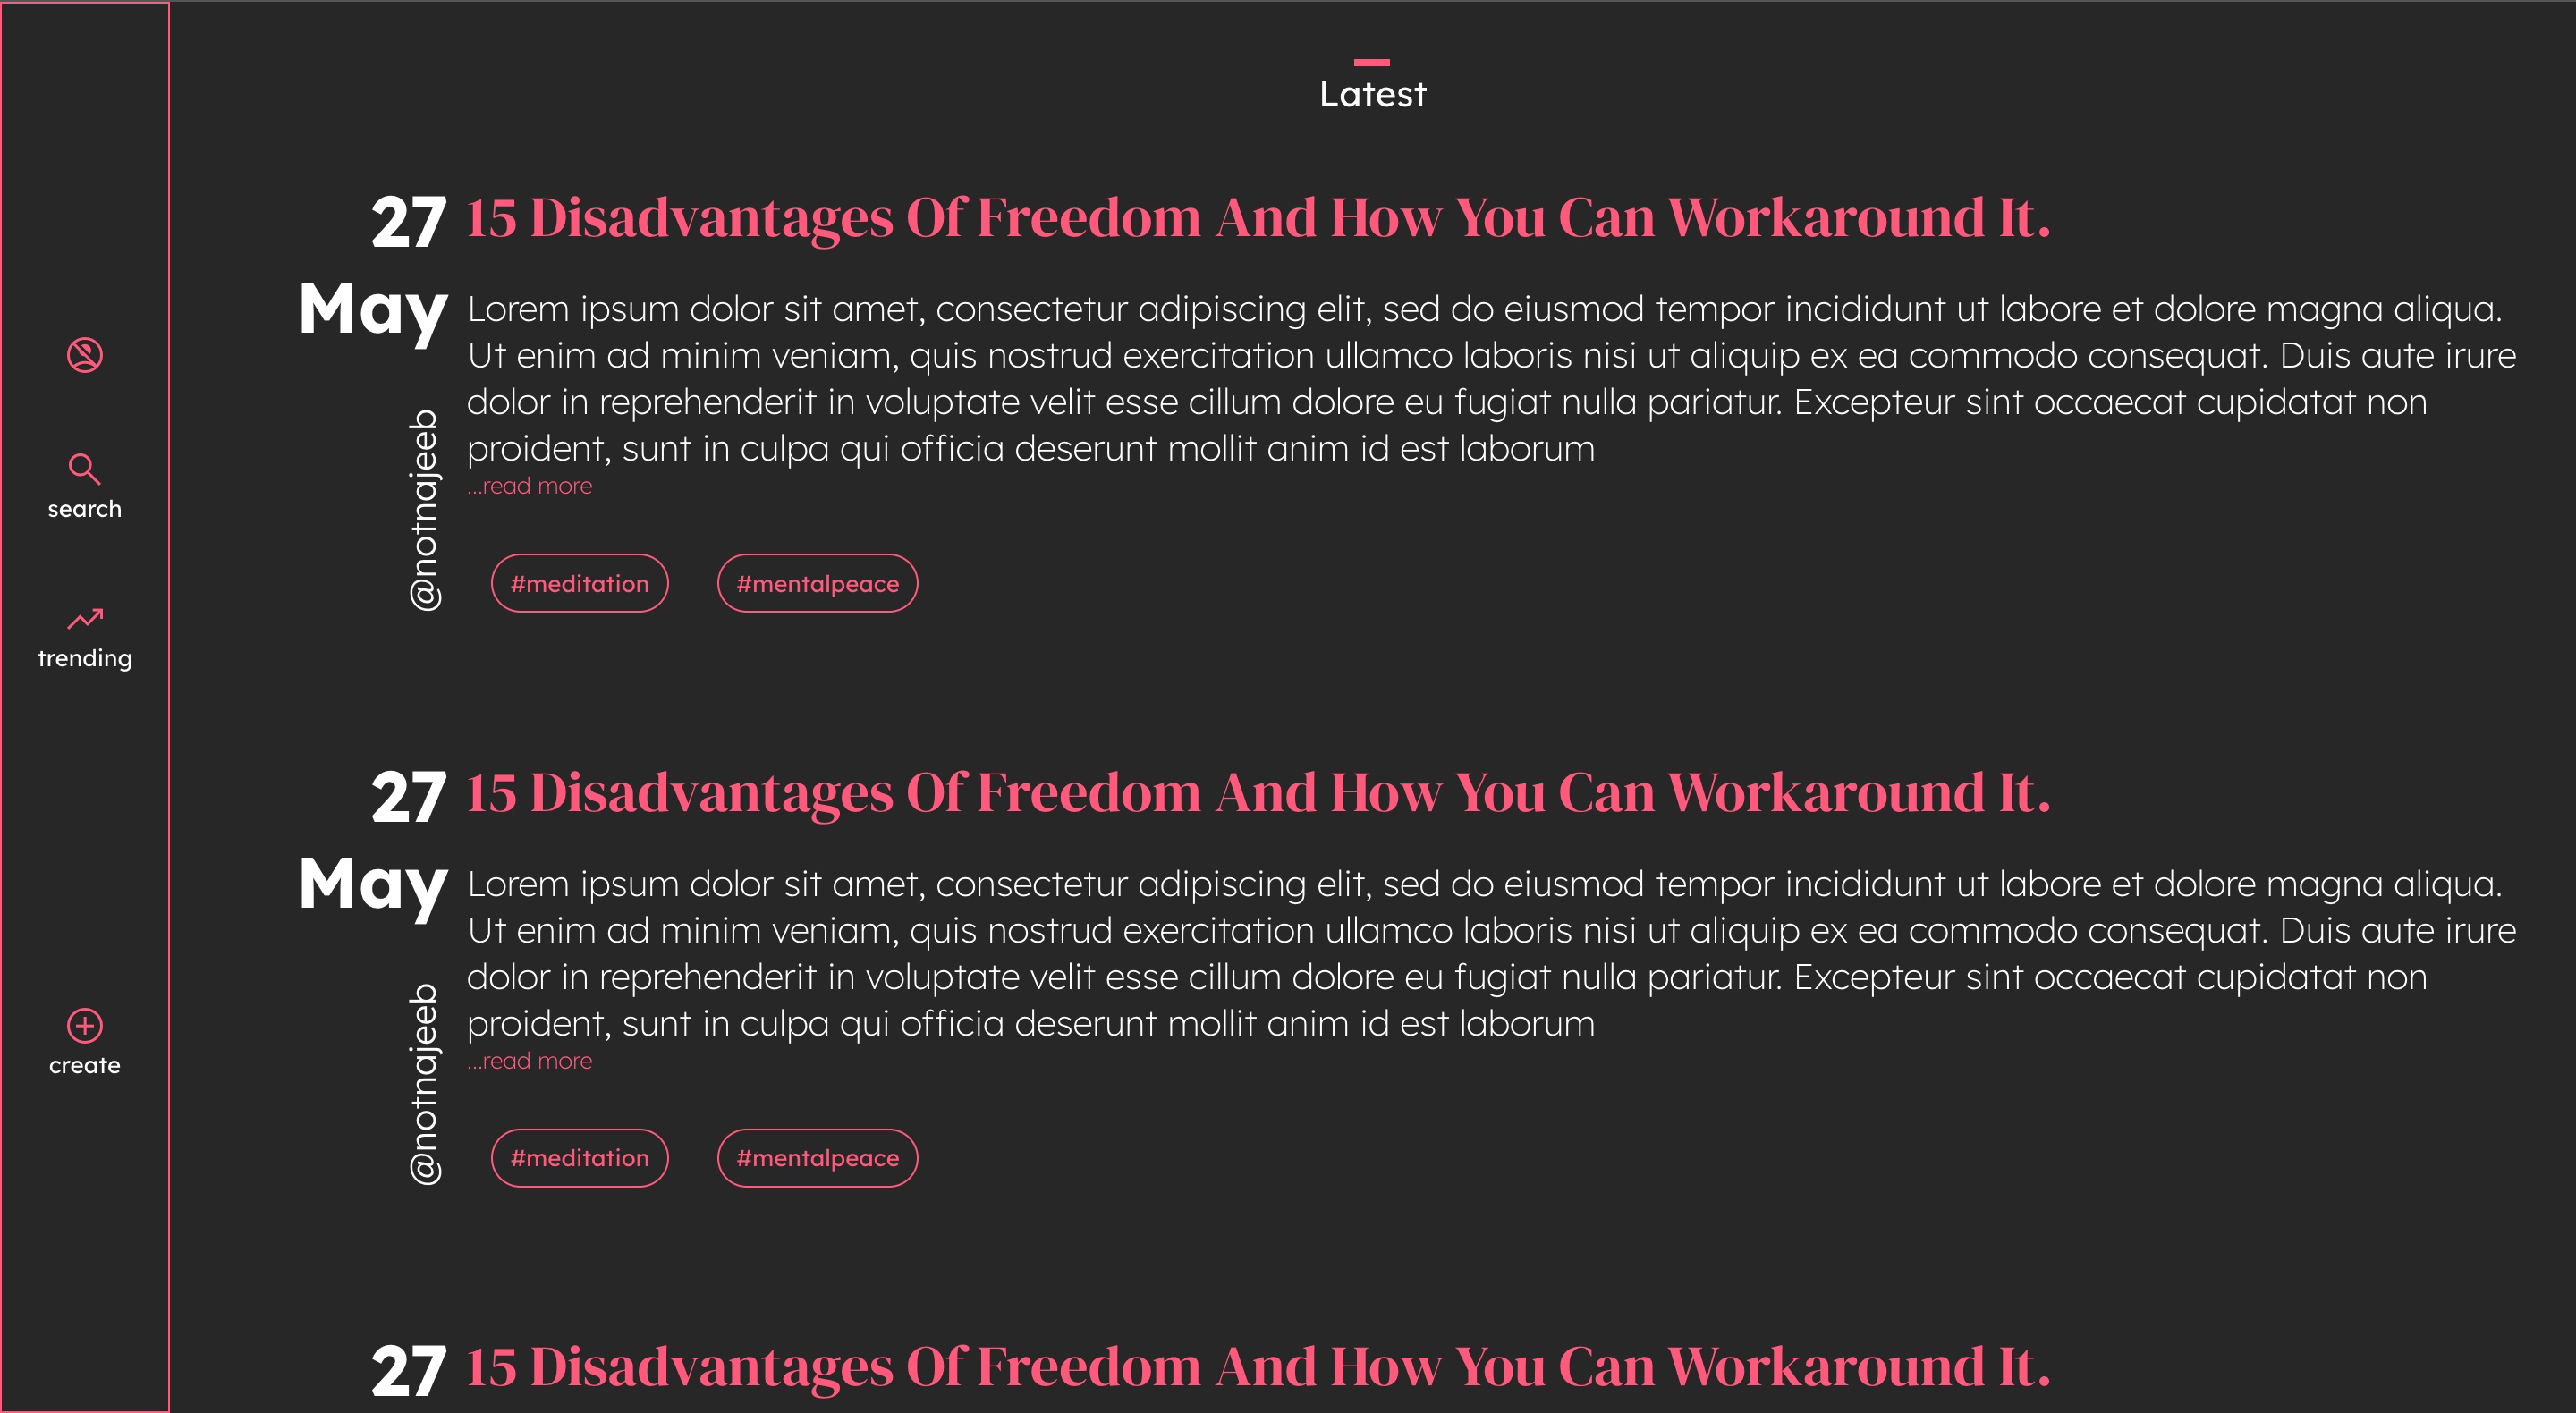 Latest
search
trending
create
27
May
@notnajeeb
15 Disadvantages Of Freedom And How You Can Workaround It.
Lorem ipsum dolor sit amet, consectetur adipiscing elit, sed do eiusmod tempor incididunt ut labore et dolore magna aliqua.
Ut enim ad minim veniam, quis nostrud exercitation ullamco laboris nisi ut aliquip ex ea commodo consequat. Duis aute irure
dolor in reprehenderit in voluptate velit esse cillum dolore eu fugiat nulla pariatur. Excepteur sint occaecat cupidatat non
proident, sunt in culpa qui officia deserunt mollit anim id est laborum
...read more
#meditation #mentalpeace
27
May
@notnajeeb
15 Disadvantages Of Freedom And How You Can Workaround It.
Lorem ipsum dolor sit amet, consectetur adipiscing elit, sed do eiusmod tempor incididunt ut labore et dolore magna aliqua.
Ut enim ad minim veniam, quis nostrud exercitation ullamco laboris nisi ut aliquip ex ea commodo consequat. Duis aute irure
dolor in reprehenderit in voluptate velit esse cillum dolore eu fugiat nulla pariatur. Excepteur sint occaecat cupidatat non
proident, sunt in culpa qui officia deserunt mollit anim id est laborum
...read more
#meditation #mentalpeace
27
15 Disadvantages Of Freedom And How You Can Workaround It.